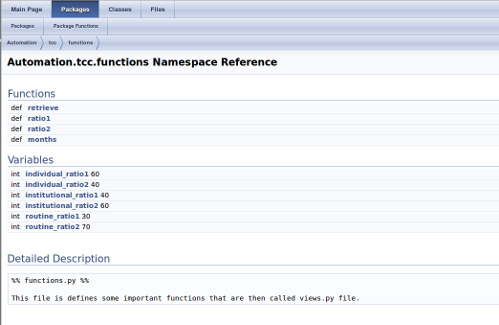 Main Page Packages Classes Files
Packages Package Functions
Automation tcc functions
Automation.tcc.functions Namespace Reference
Functions
def retrieve
def ratio1
def ratio2
def months
Variables
int individual_ratio1 60
int individual_ratio2 40
int institutional_ratio1 40
int institutional_ratio2 60
int routine_ratio1 30
int routine_ratio2 70
Detailed Description
%% functions.py %%
This file is defines some important functions that are then called views.py file.